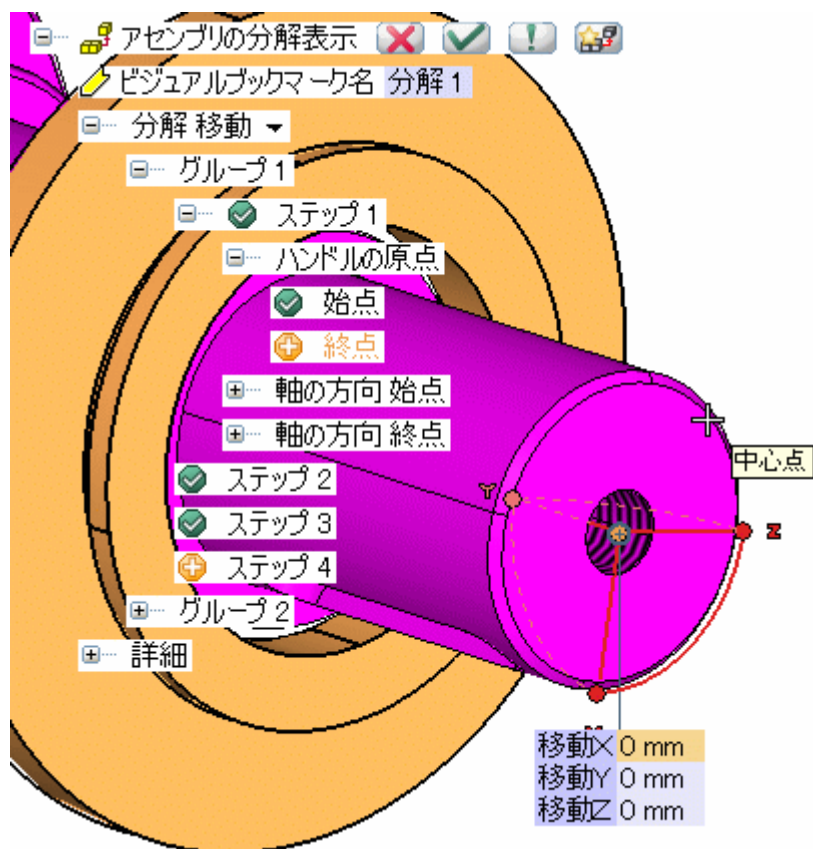 アセンブリの分解表示
ビジュアルブックマーク名 分解 1
分解 移動
グループ 1
ステップ 1
ハンドルの原点
始点
終点
軸の方向 始点
軸の方向 終点
中心点
Y
Z
ステップ 2
ステップ 3
ステップ 4
グループ 2
詳細
移動X 0 mm
移動Y 0 mm
移動Z 0 mm